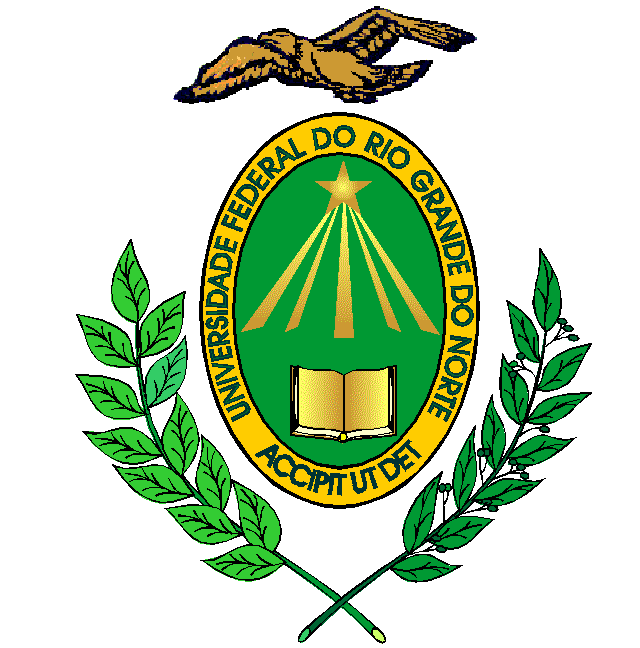 UNIVERSIDADE FEDERAL DO RIO GRANDE DO NORTE
ACCIPIT UT DET